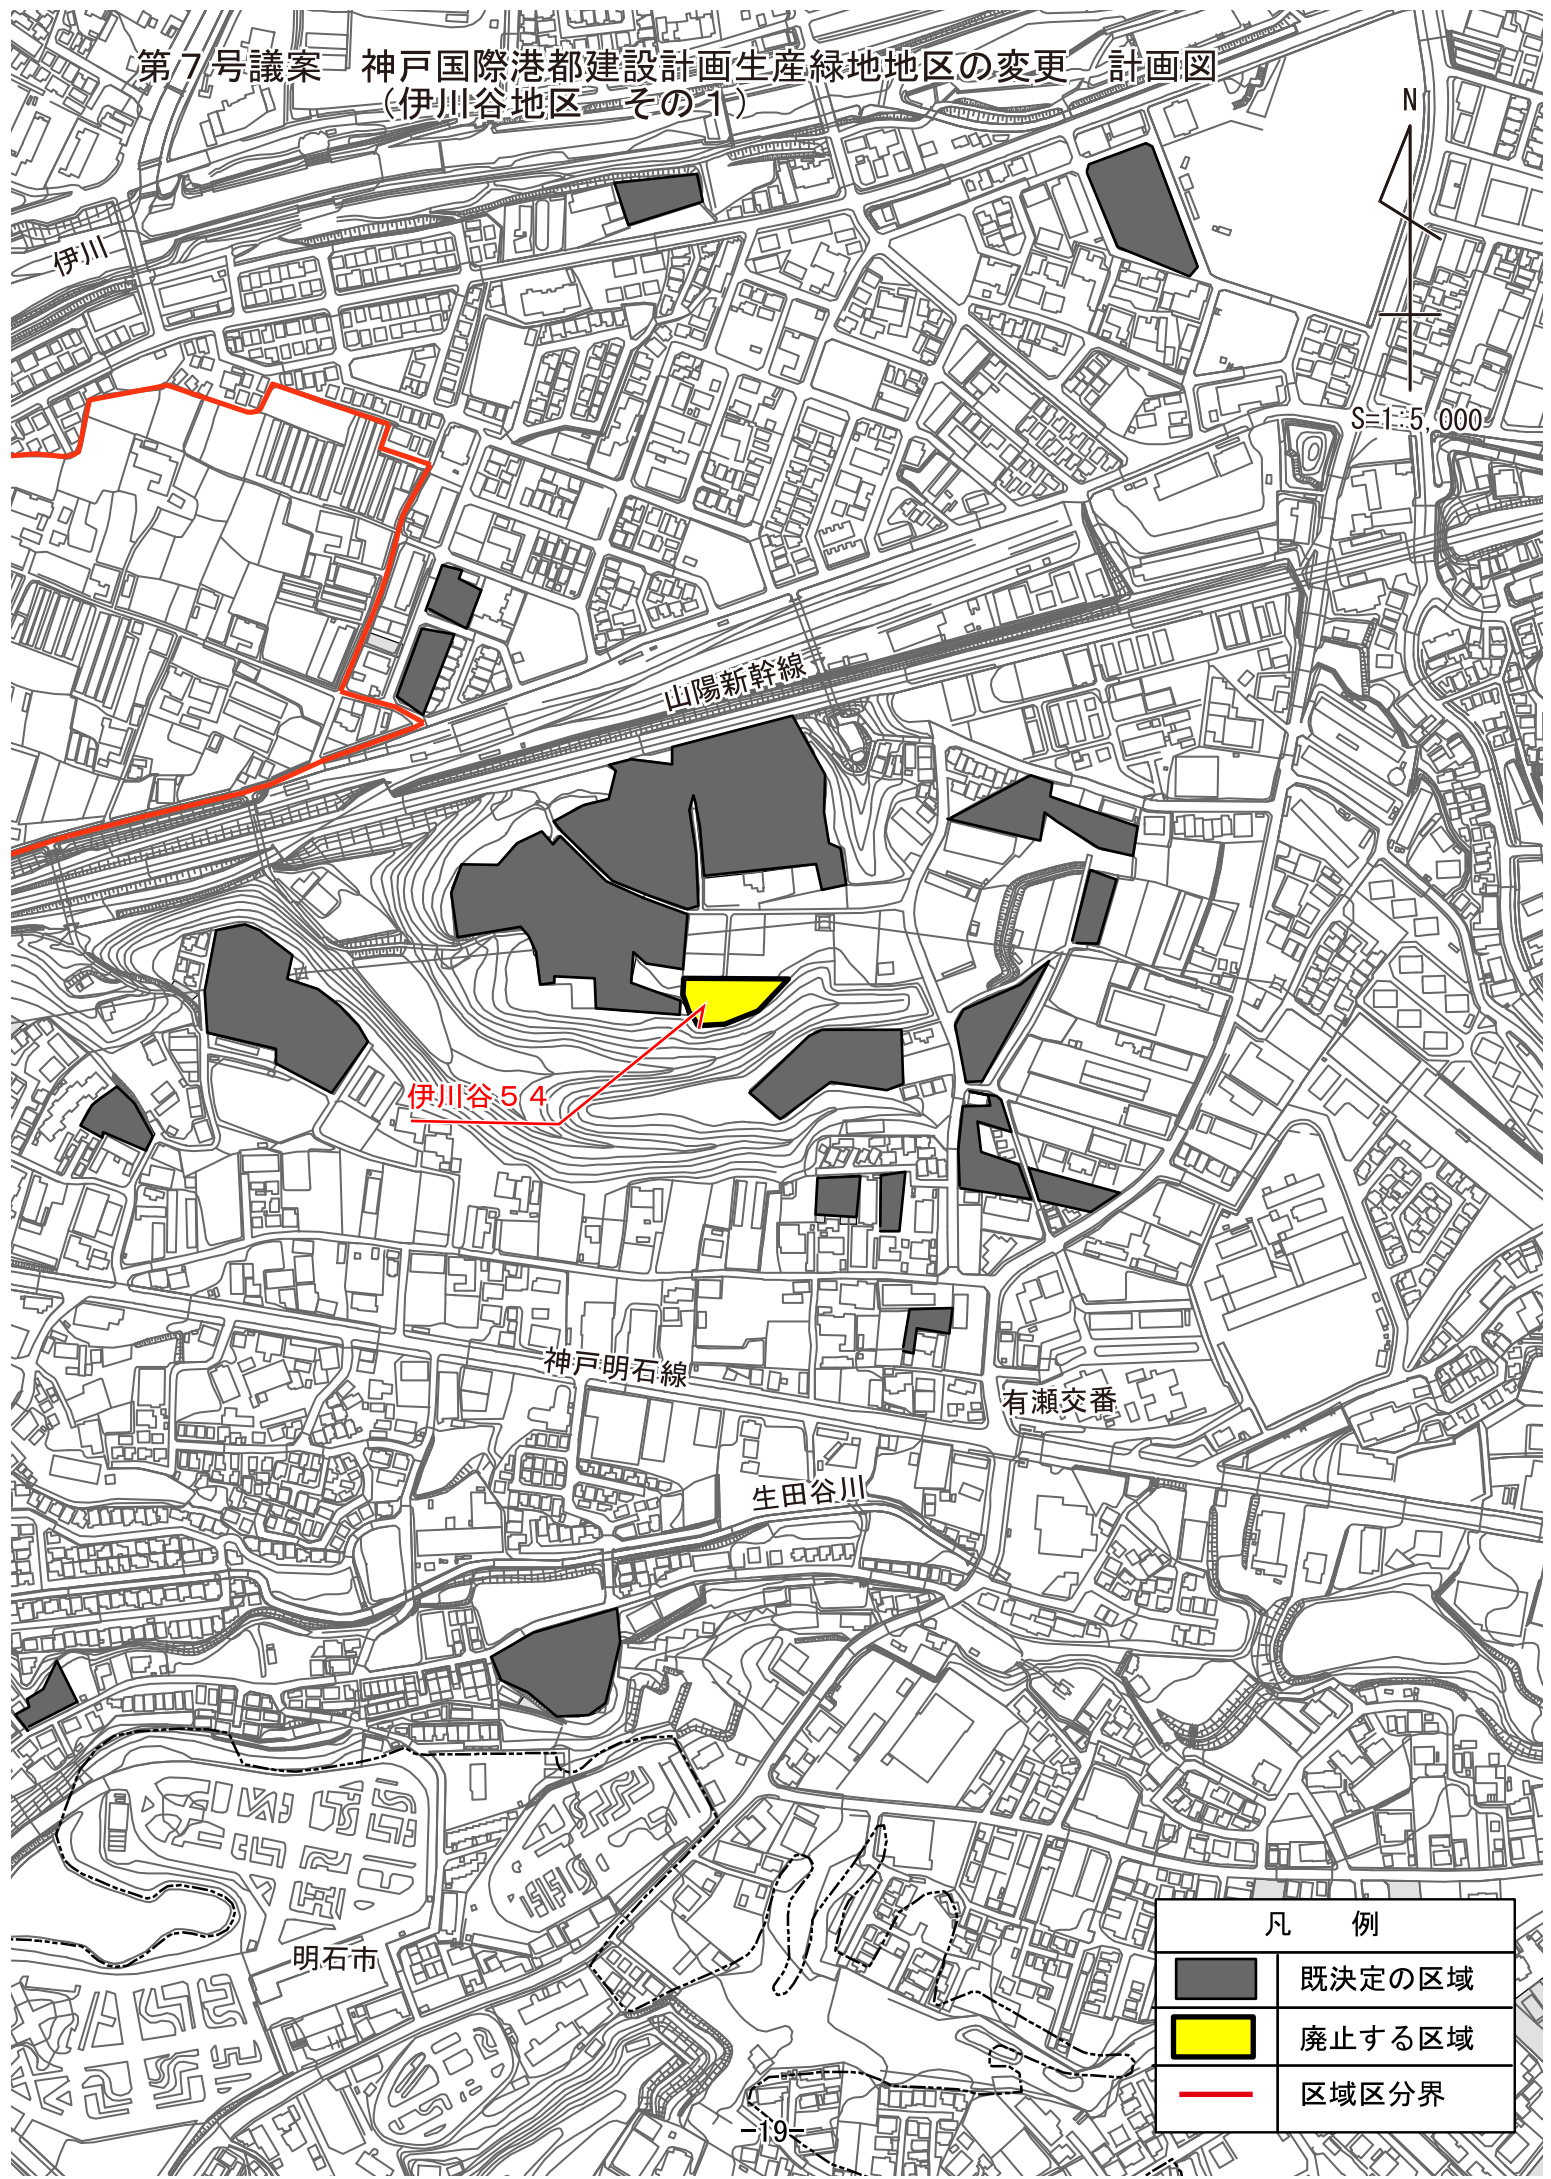 第７号議案　神戸国際港都建設計画生産緑地地区の変更　計画図
（伊川谷地区　その１）
N
伊川
S=1:5,000
山陽新幹線
伊川谷５４
神戸明石線
有瀬交番
生田谷川
明石市
凡　例
既決定の区域
廃止する区域
区域区分界
-19-